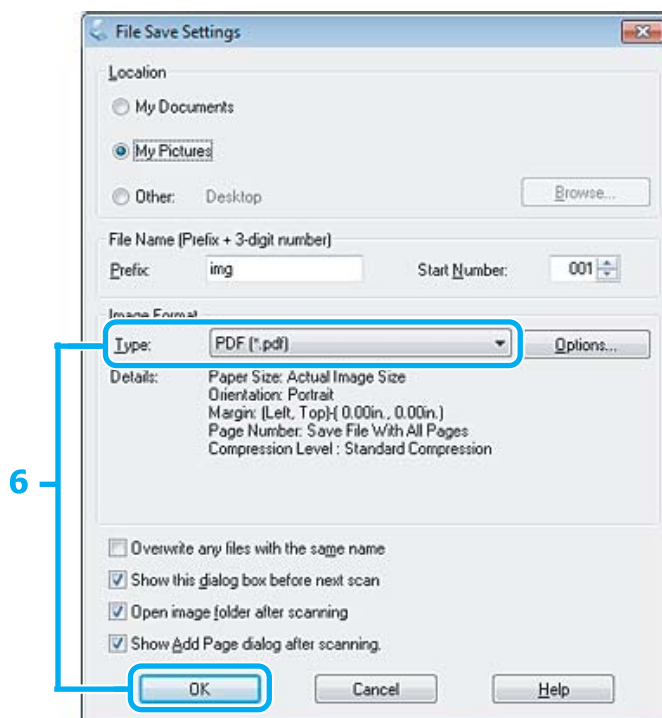 File Save Settings
Location
My Documents
My Pictures
Other: Desktop Browse...
File Name (Prefix + 3-digit number)
Prefix: img Start Number: 001
Image Format
Type: PDF (*.pdf) Options...
Details: Paper Size: Actual Image Size
Orientation: Portrait
Margin: (Left, Top)-( 0.00in., 0.00in.)
Page Number: Save File With All Pages
Compression Level : Standard Compression
6
Overwrite any files with the same name
Show this dialog box before next scan
Open image folder after scanning
Show Add Page dialog after scanning.
OK Cancel Help